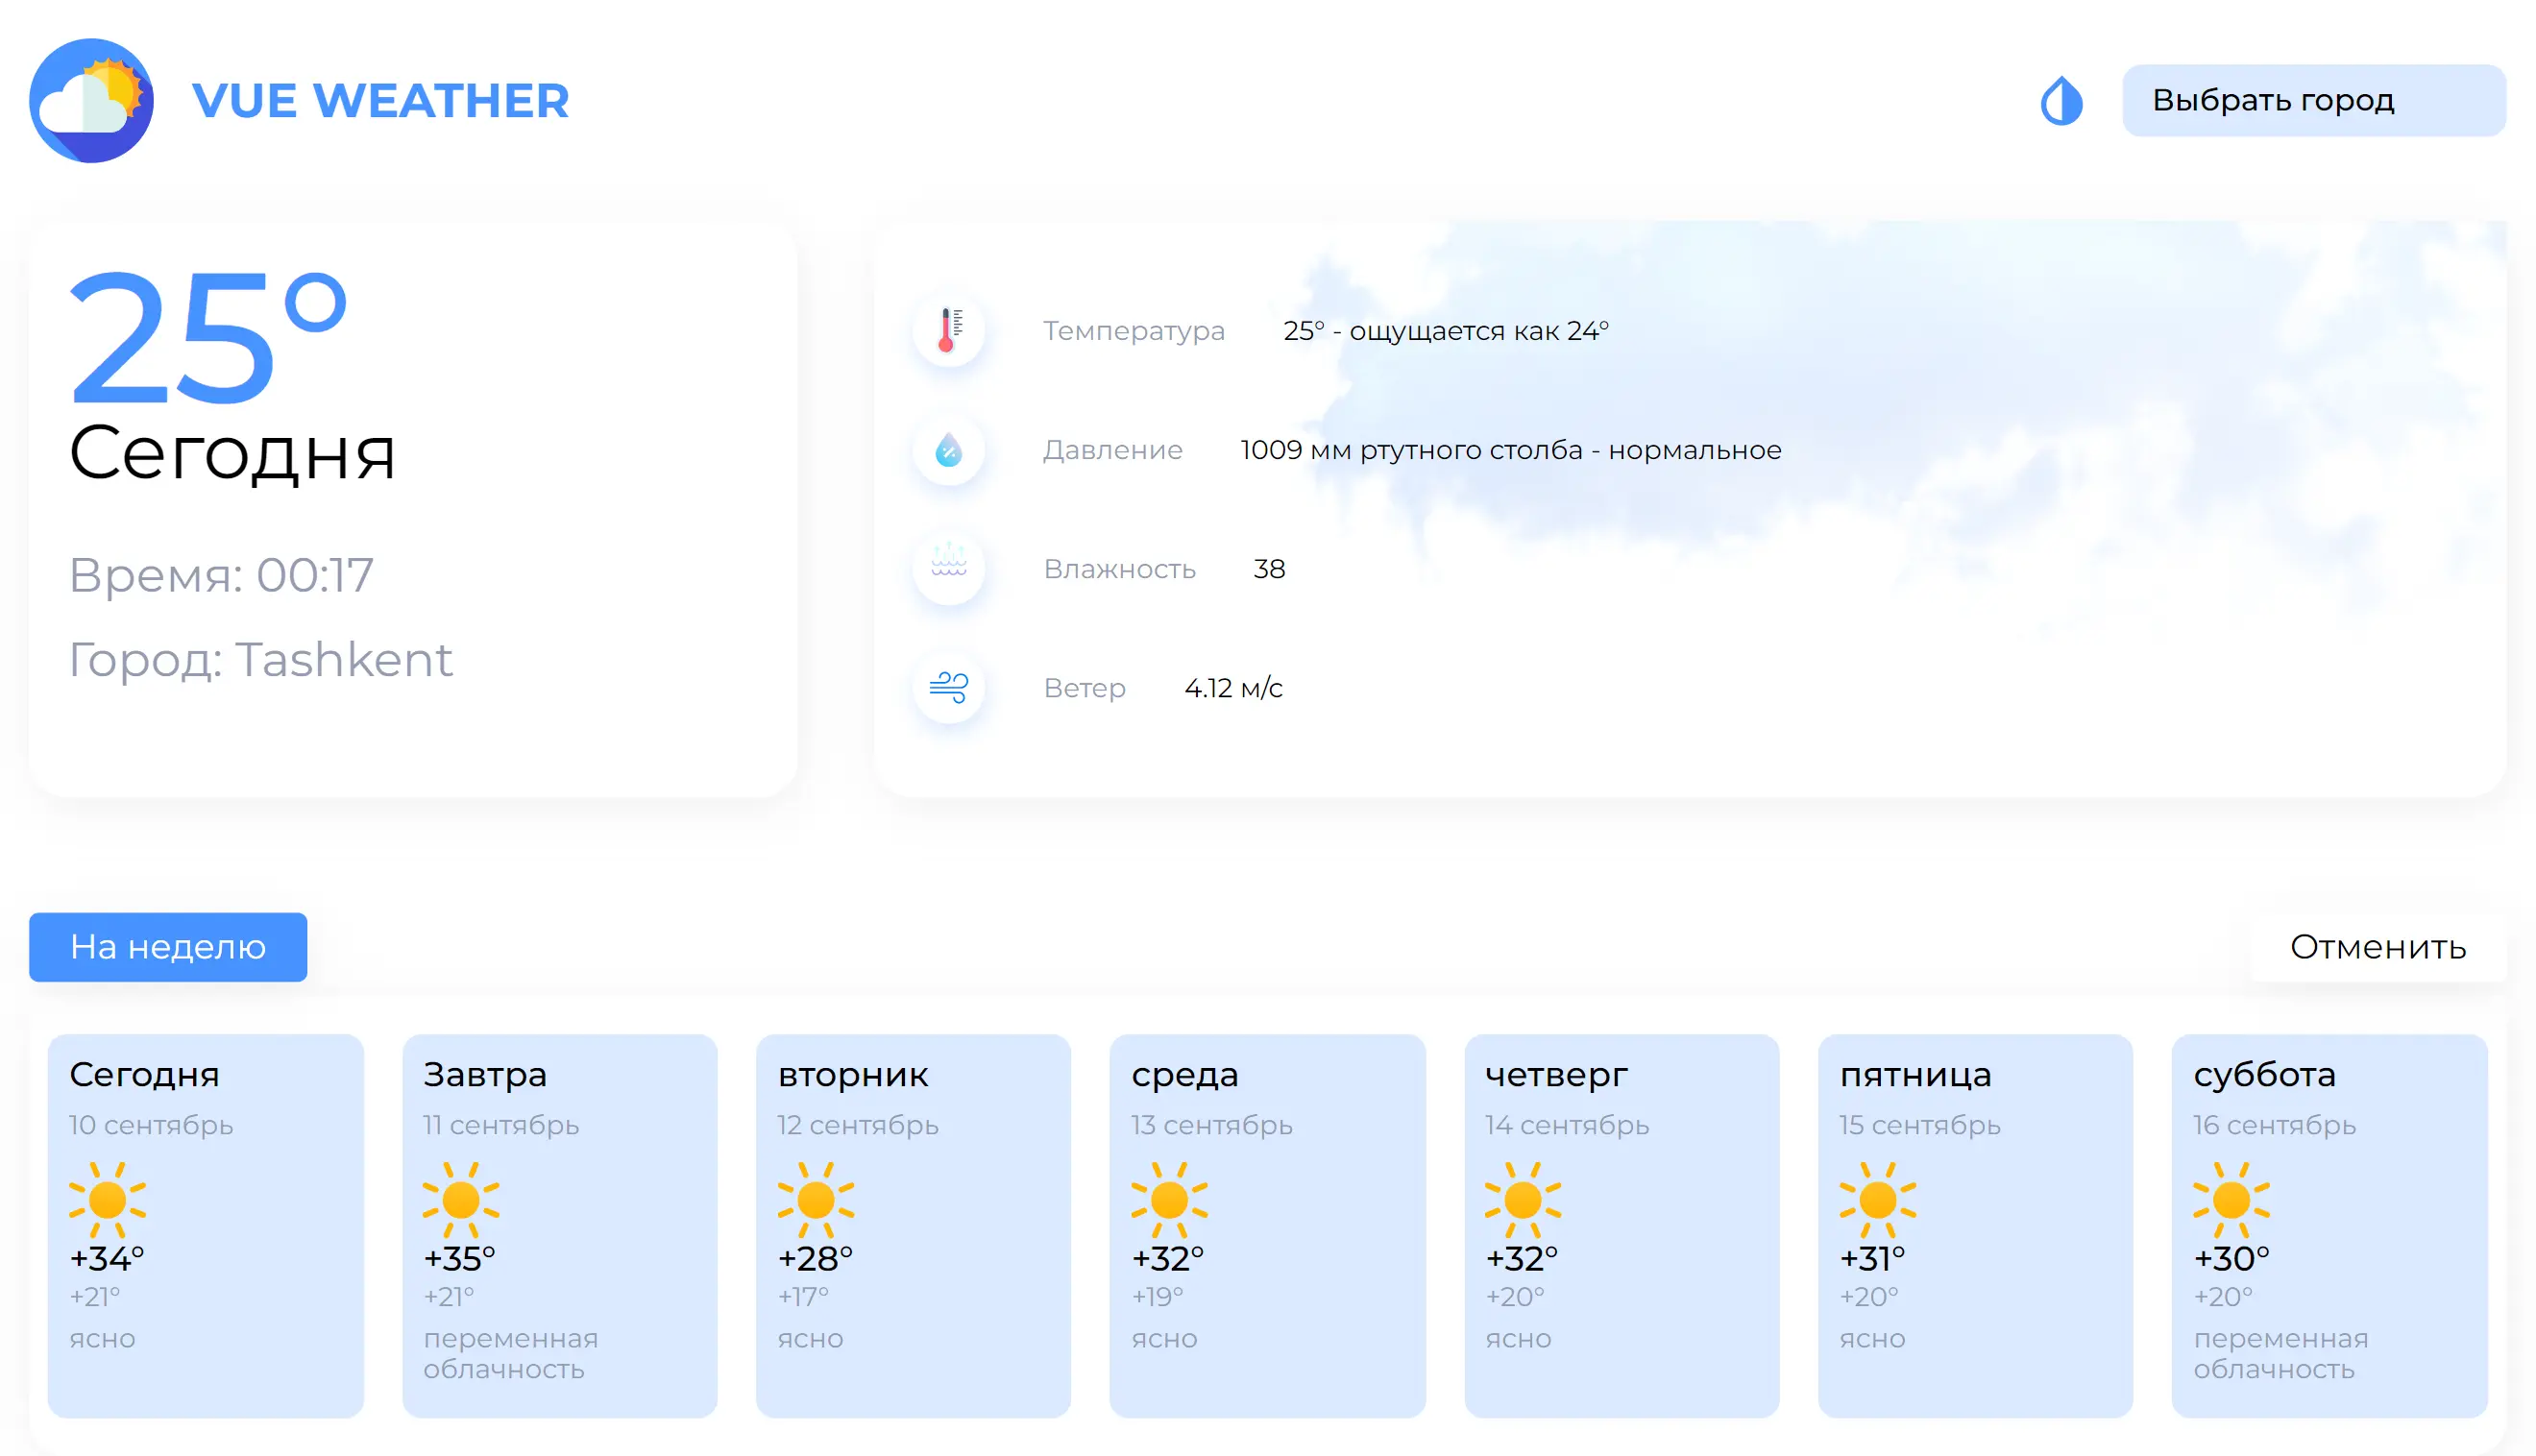 VUE WEATHER
Выбрать город
25°
Сегодня
Время: 00:17
Город: Tashkent
Температура 25° - ощущается как 24°
Давление 1009 мм ртутного столба - нормальное
Влажность 38
Ветер 4.12 м/с
На неделю
Отменить
Сегодня
10 сентябрь
+34°
+21°
ясно
Завтра
11 сентябрь
+35°
+21°
переменная
облачность
вторник
12 сентябрь
+28°
+17°
ясно
среда
13 сентябрь
+32°
+19°
ясно
четверг
14 сентябрь
+32°
+20°
ясно
пятница
15 сентябрь
+31°
+20°
ясно
суббота
16 сентябрь
+30°
+20°
переменная
облачность